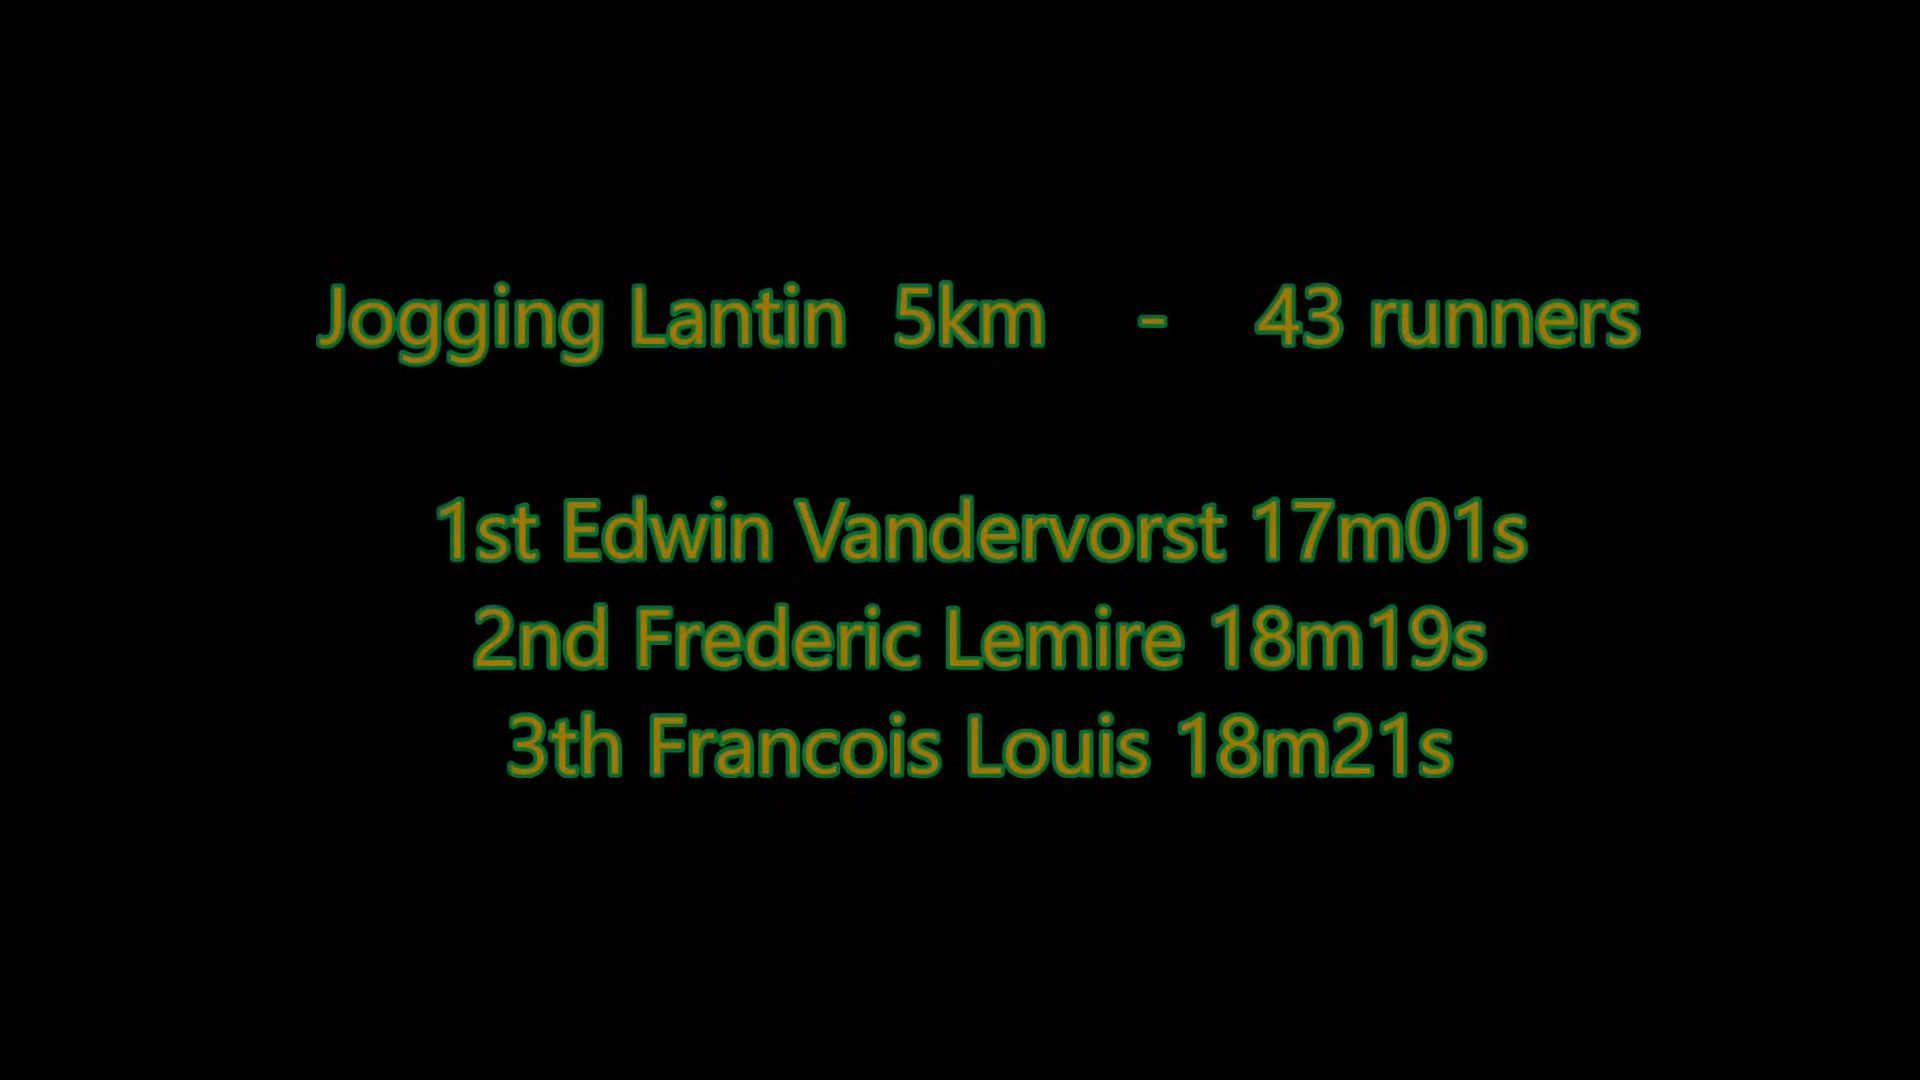 Jogging Lantin  5km    -    43 runners
1st Edwin Vandervorst 17m01s
2nd Frederic Lemire 18m19s
3th Francois Louis 18m21s